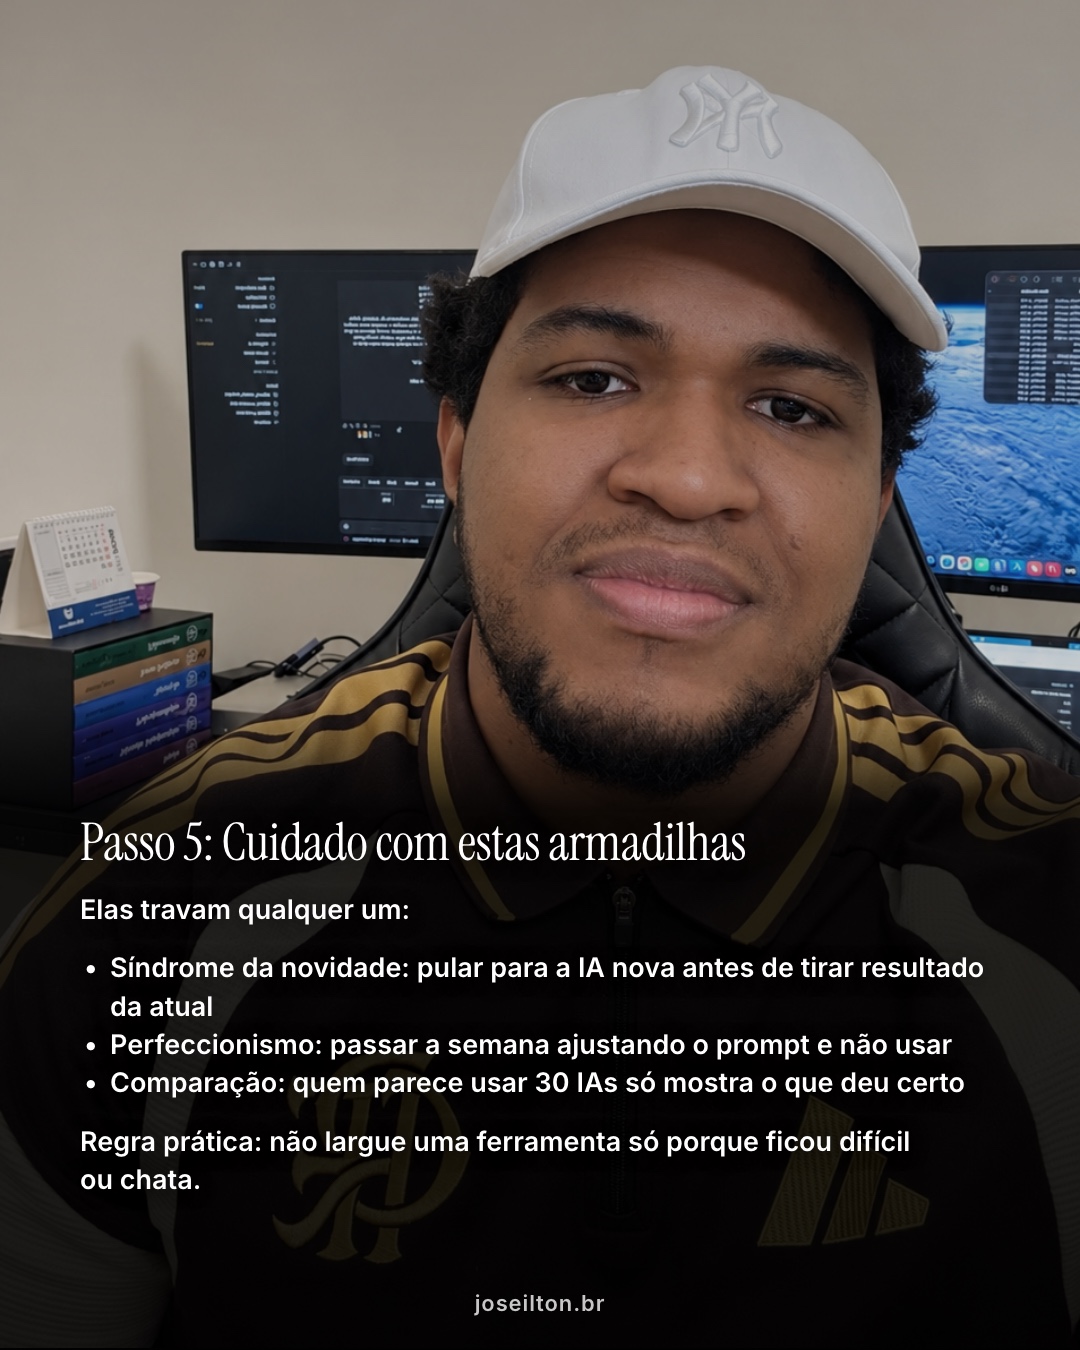 Passo 5: Cuidado com estas armadilhas
Elas travam qualquer um:
• Síndrome da novidade: pular para a IA nova antes de tirar resultado
da atual
• Perfeccionismo: passar a semana ajustando o prompt e não usar
• Comparação: quem parece usar 30 IAs só mostra o que deu certo
Regra prática: não largue uma ferramenta só porque ficou difícil
ou chata.
joseilton.br